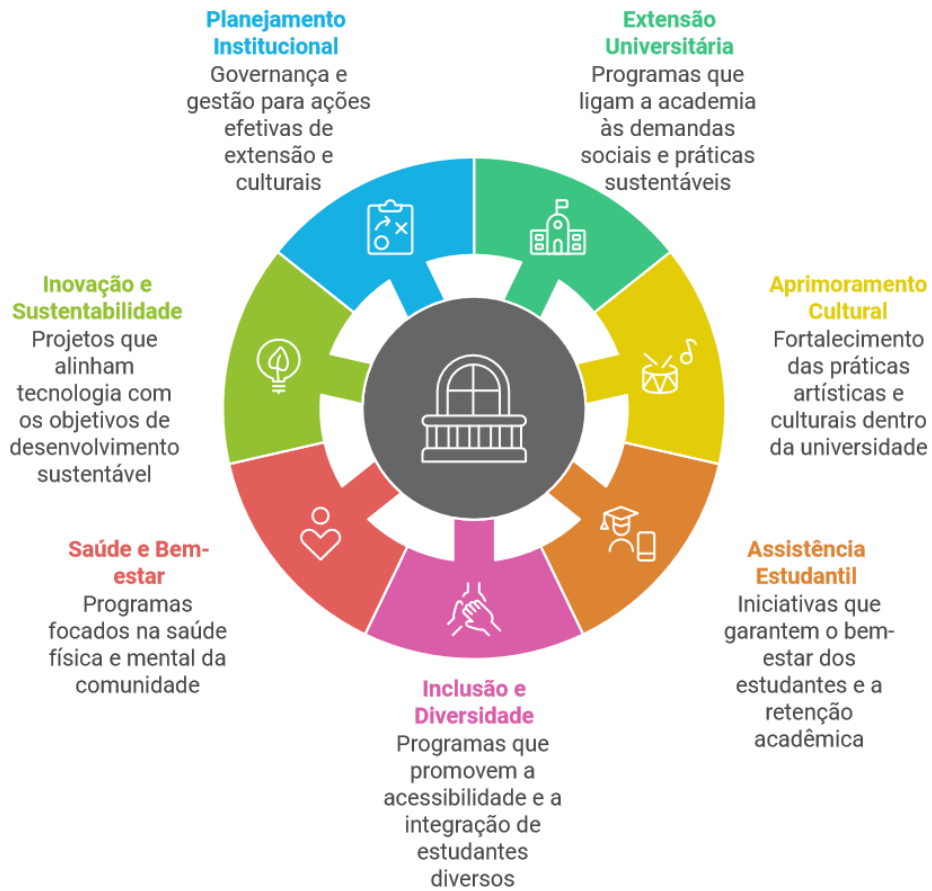 Planejamento
Institucional
Governança e
gestão para ações
efetivas de
extensão e
culturais
Extensão
Universitária
Programas que
ligam a academia
às demandas
sociais e práticas
sustentáveis
Inovação e
Sustentabilidade
Projetos que
alinham
tecnologia com
os objetivos de
desenvolvimento
sustentável
Aprimoramento
Cultural
Fortalecimento
das práticas
artísticas e
culturais dentro
da universidade
Saúde e Bem-
estar
Programas
focados na saúde
física e mental da
comunidade
Assistência
Estudantil
Iniciativas que
garantem o bem-
estar dos
estudantes e a
retenção
acadêmica
Inclusão e
Diversidade
Programas que
promovem a
acessibilidade e a
integração de
estudantes
diversos